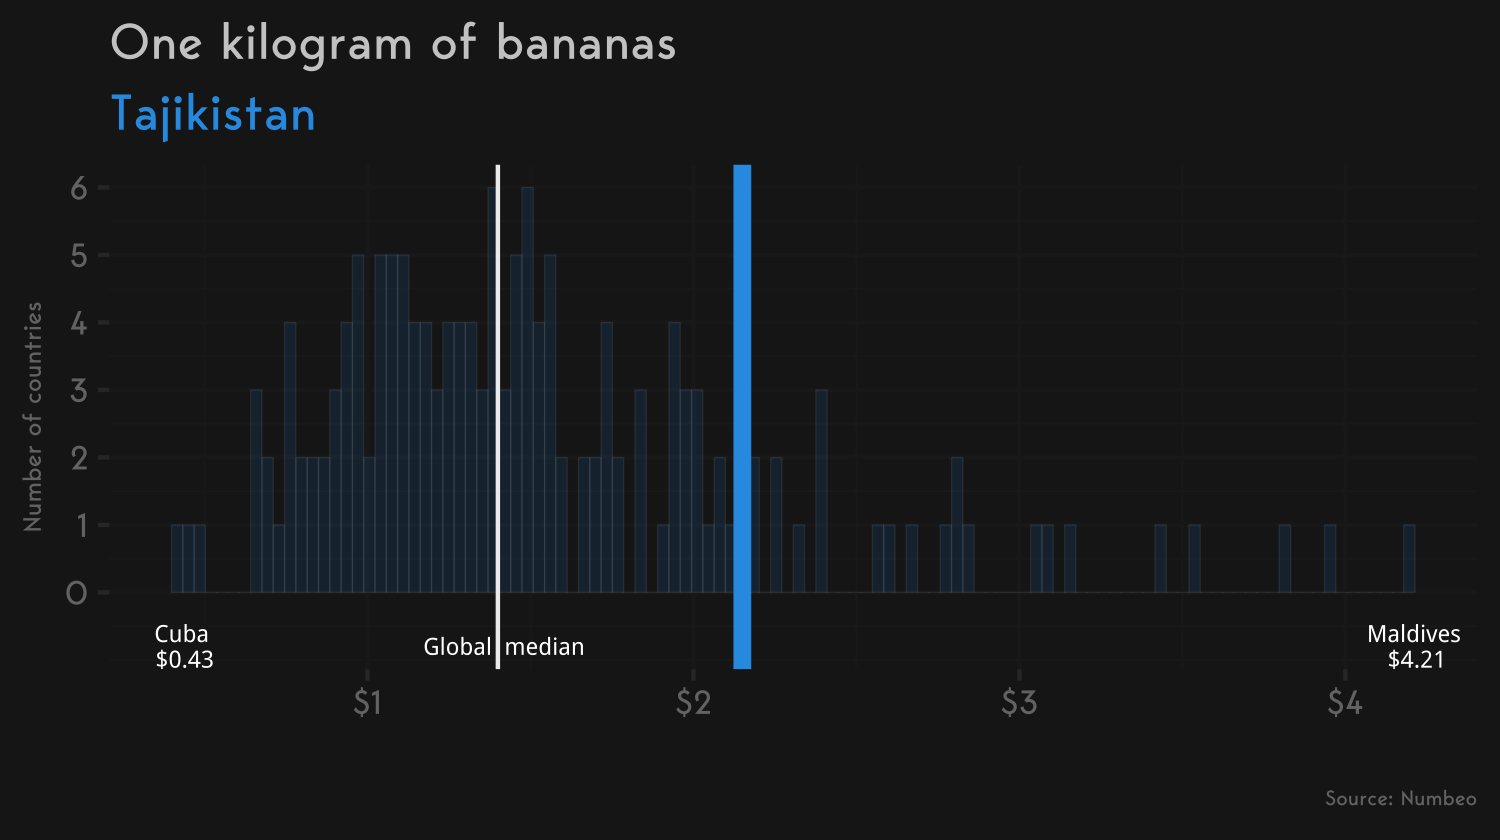 One kilogram of bananas
Tajikistan
Number of countries
6
5
4
3
2
1
0
Cuba
$0.43
Global median
Maldives
$4.21
$1
$2
$3
$4
Source: Numbeo